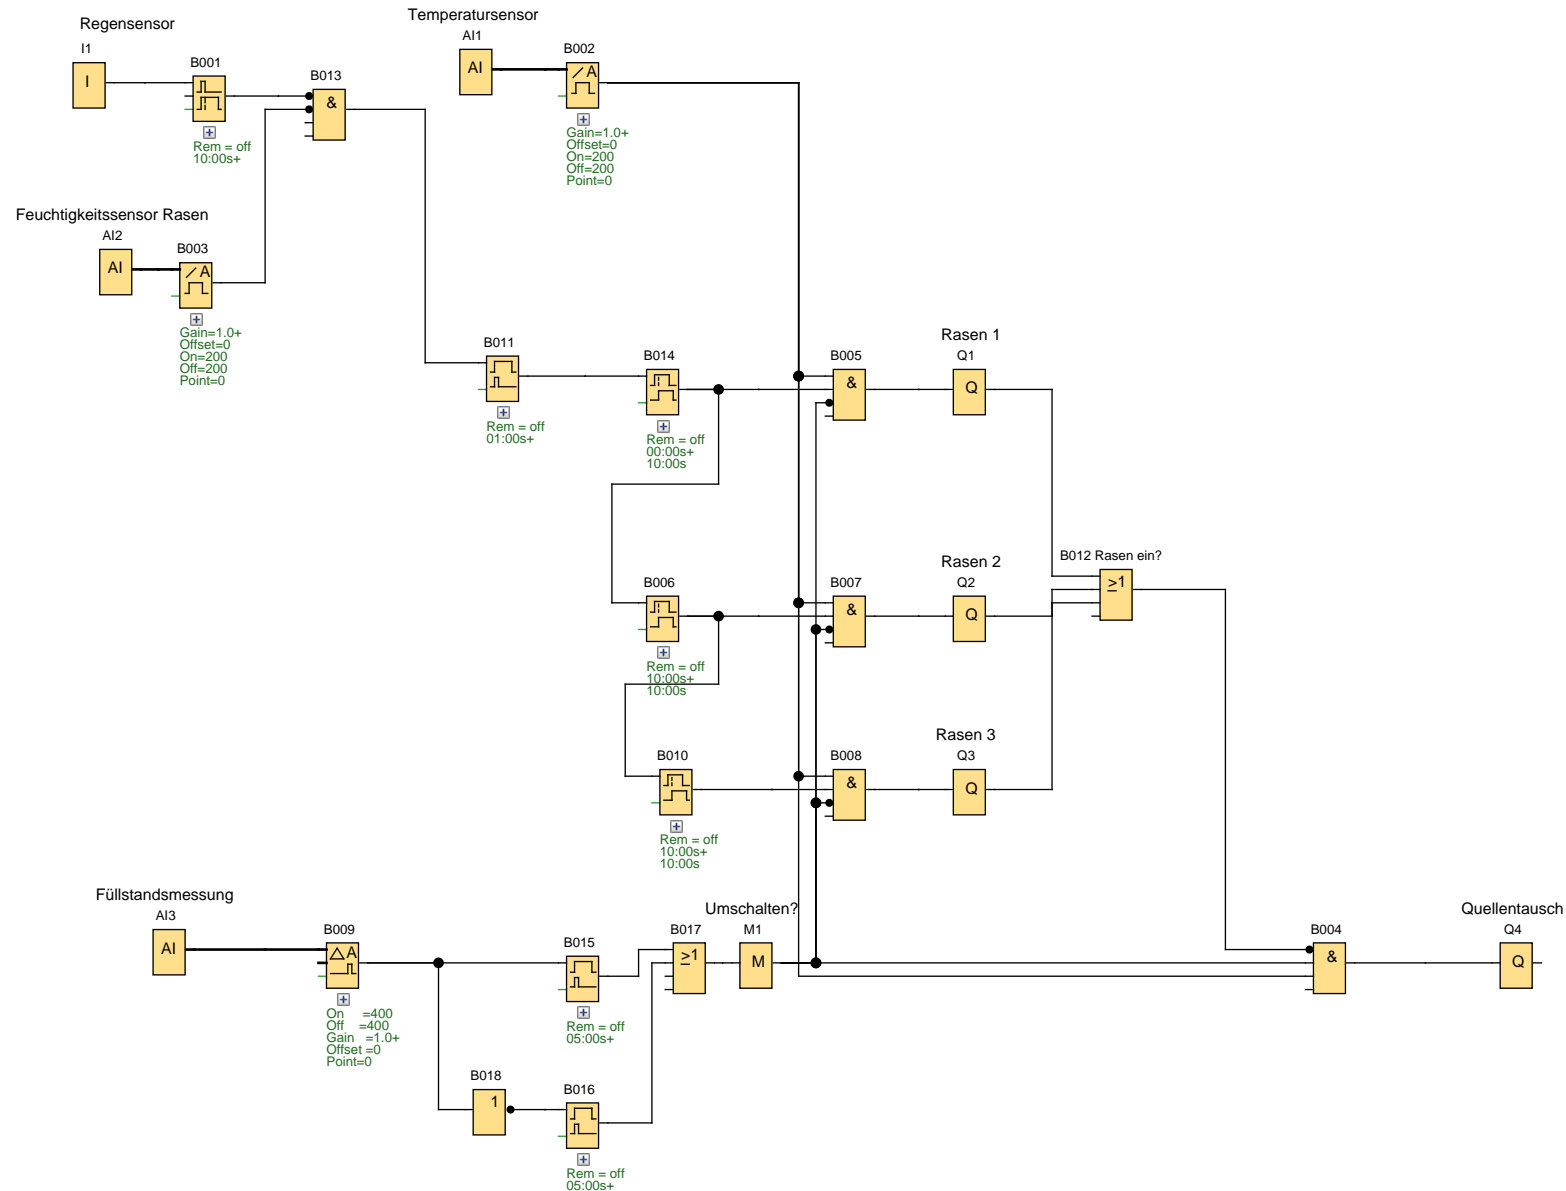 Regensensor
I1
I
B001
Rem = off
10:00s+
B013
&
Temperatursensor
AI1
AI
B002
A
Gain=1.0+
Offset=0
On=200
Off=200
Point=0
Feuchtigkeitssensor Rasen
AI2
AI
B003
A
Gain=1.0+
Offset=0
On=200
Off=200
Point=0
B011
Rem = off
01:00s+
B014
Rem = off
00:00s+
10:00s
B005
&
Rasen 1
Q1
Q
B006
Rem = off
10:00s+
10:00s
B007
&
Rasen 2
Q2
Q
B012 Rasen ein?
≥1
B010
Rem = off
10:00s+
10:00s
B008
&
Rasen 3
Q3
Q
Füllstandsmessung
AI3
AI
B009
A
On =400
Off =400
Gain =1.0+
Offset =0
Point=0
B015
Rem = off
05:00s+
B017
≥1
Umschalten?
M1
M
B004
&
Quellentausch
Q4
Q
B018
1
B016
Rem = off
05:00s+